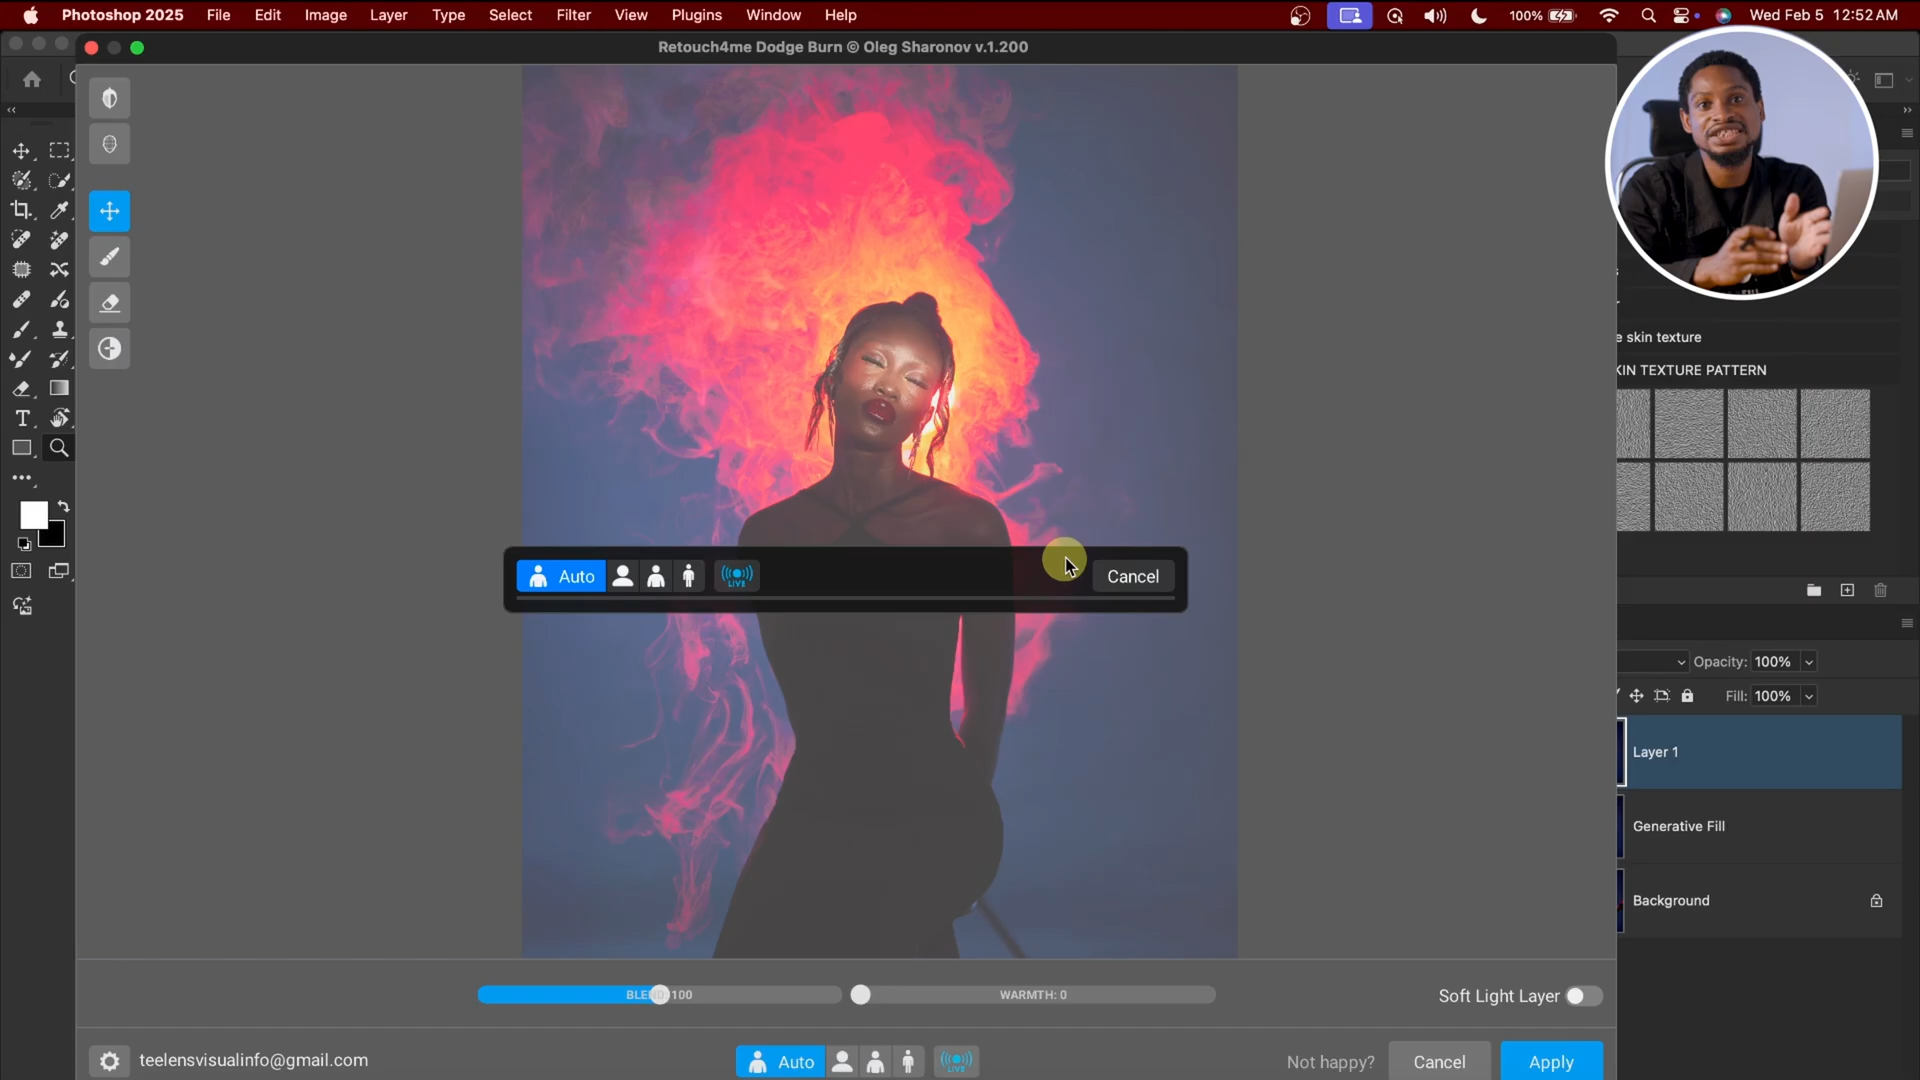 Photoshop 2025 File Edit Image Layer Type Select Filter View Plugins Window Help 100% Wed Feb 5 12:52 AM
Retouch4me Dodge Burn © Oleg Sharonov v.1.200
e skin texture
KIN TEXTURE PATTERN
Auto LIVE Cancel
Opacity: 100%
Fill: 100%
Layer 1
Generative Fill
Background
100 WARMTH: 0 Soft Light Layer
teelensvisualinfo@gmail.com Auto LIVE Not happy? Cancel Apply